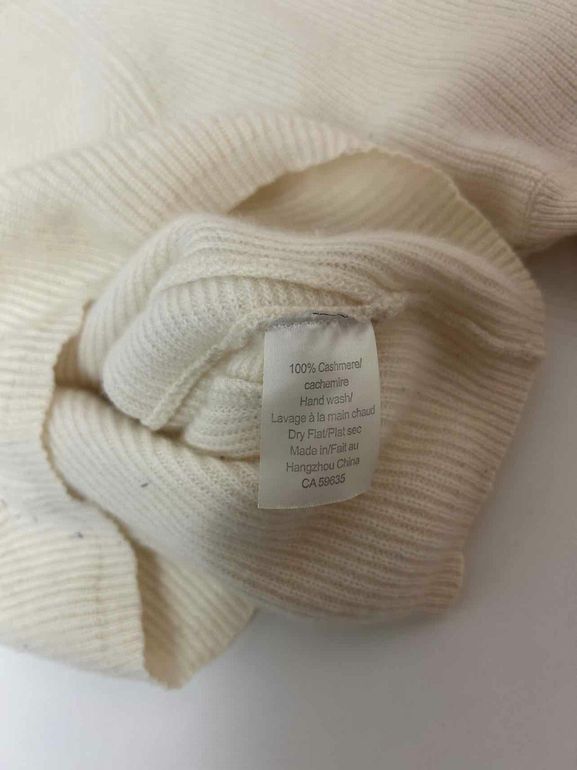 100% Cashmere/
cachemire
Hand wash/
Lavage à la main chaud
Dry Flat/Plat sec
Made in/Fait au
Hangzhou China
CA 59635